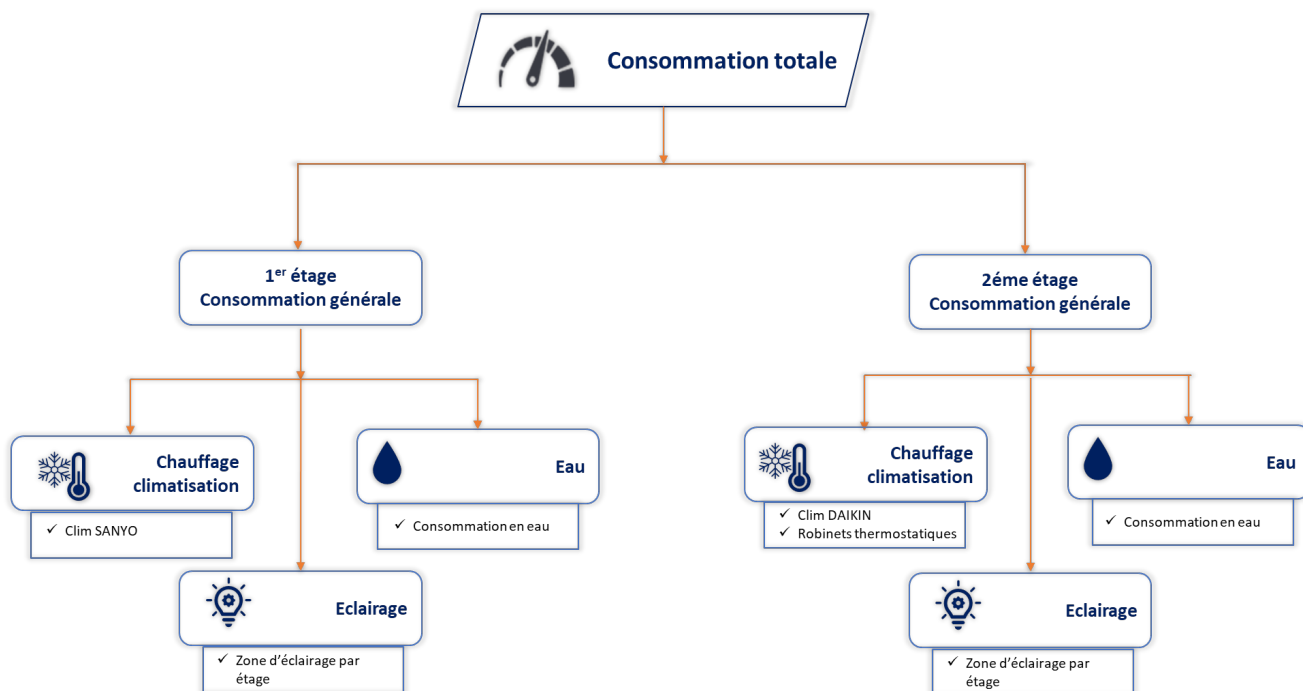 Consommation totale
1er étage
Consommation générale
2éme étage
Consommation générale
Chauffage
climatisation
✓ Clim SANYO
Eau
✓ Consommation en eau
Eclairage
✓ Zone d'éclairage par
étage
Chauffage
climatisation
✓ Clim DAIKIN
✓ Robinets thermostatiques
Eau
✓ Consommation en eau
Eclairage
✓ Zone d'éclairage par
étage